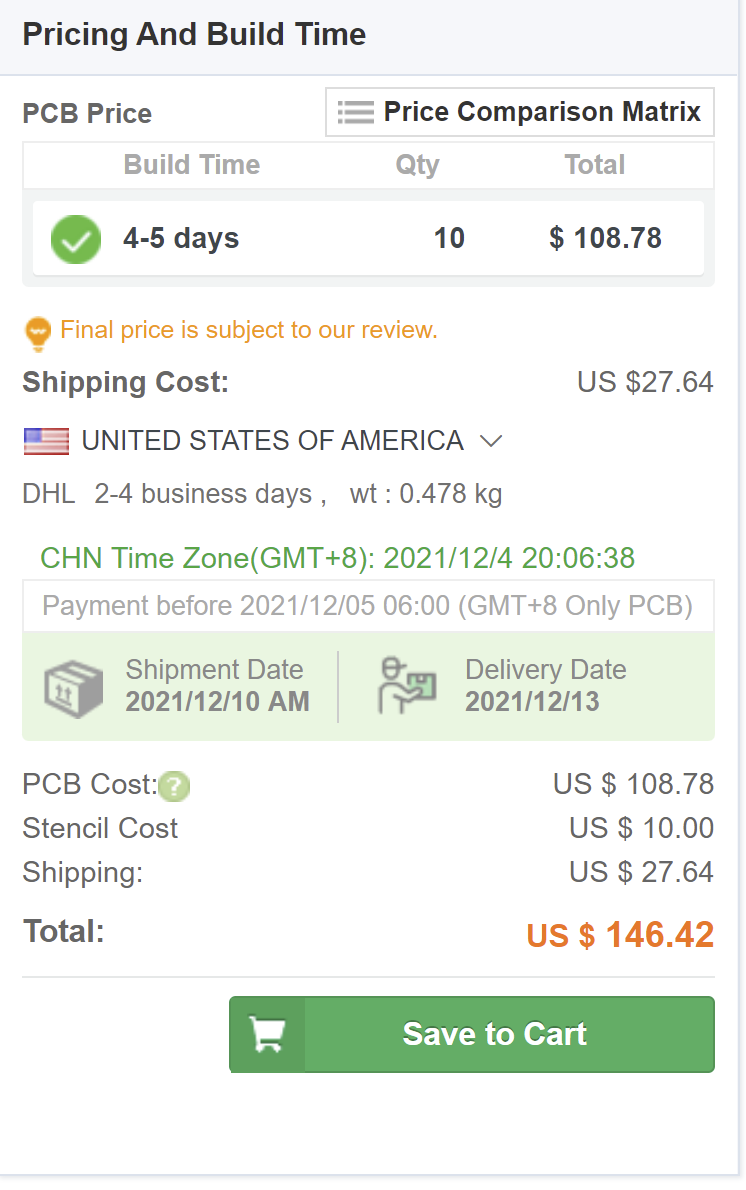 Pricing And Build Time
PCB Price
Price Comparison Matrix
Build Time Qty Total
4-5 days 10 $ 108.78
Final price is subject to our review.
Shipping Cost: US $27.64
UNITED STATES OF AMERICA
DHL 2-4 business days , wt : 0.478 kg
CHN Time Zone(GMT+8): 2021/12/4 20:06:38
Payment before 2021/12/05 06:00 (GMT+8 Only PCB)
Shipment Date
2021/12/10 AM
Delivery Date
2021/12/13
PCB Cost:? US $ 108.78
Stencil Cost US $ 10.00
Shipping: US $ 27.64
Total: US $ 146.42
Save to Cart